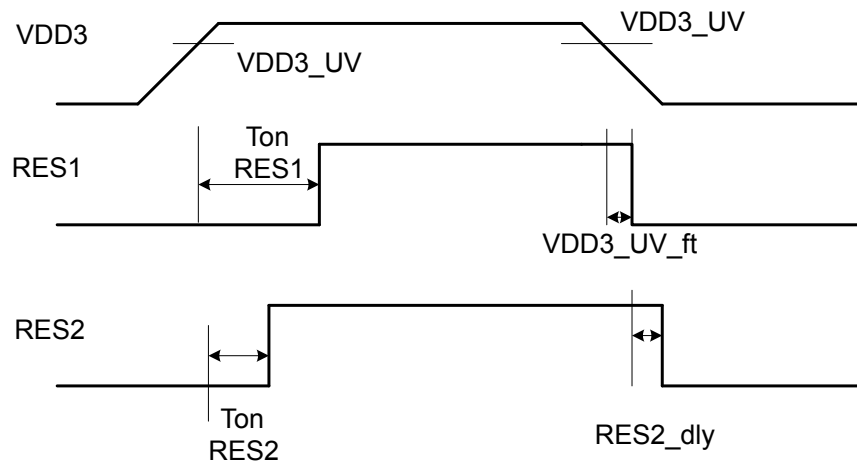 VDD3
VDD3_UV
VDD3_UV
RES1
Ton
RES1
VDD3_UV_ft
RES2
Ton
RES2
RES2_dly